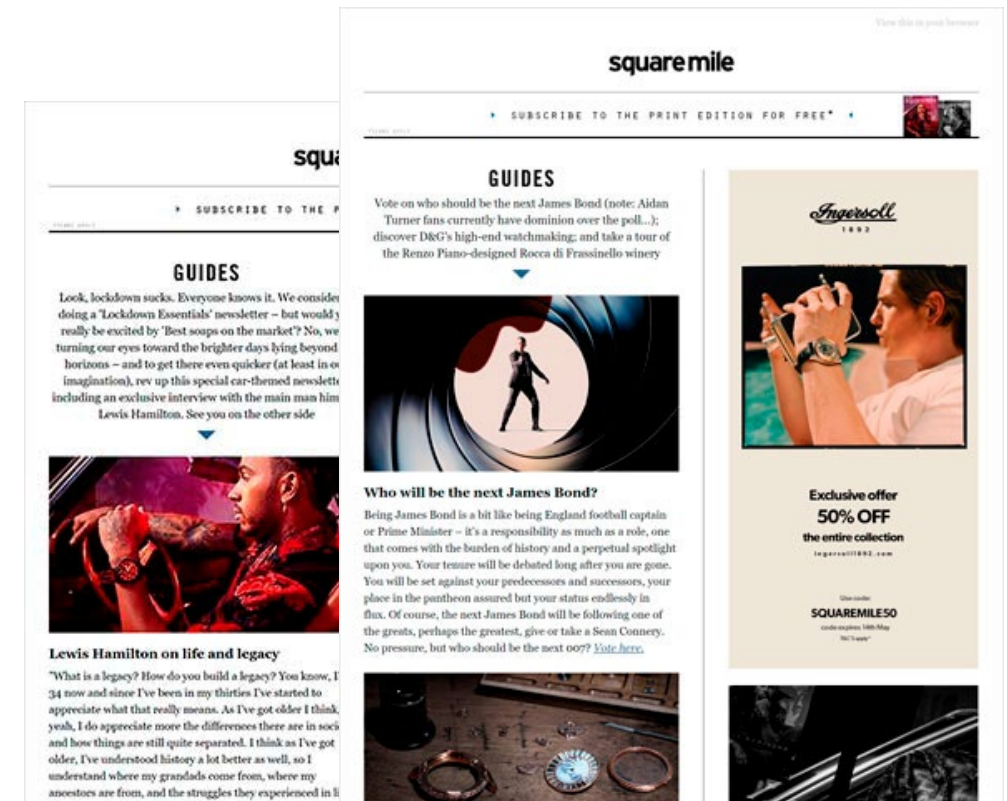 View this in your browser
square mile
SUBSCRIBE TO THE PRINT EDITION FOR FREE*
GUIDES
Vote on who should be the next James Bond (note: Aidan
Turner fans currently have dominion over the poll...);
discover D&G's high-end watchmaking; and take a tour of
the Renzo Piano-designed Rocca di Frassinello winery
Who will be the next James Bond?
Being James Bond is a bit like being England football captain
or Prime Minister – it's a responsibility as much as a role, one
that comes with the burden of history and a perpetual spotlight
upon you. Your tenure will be debated long after you are gone.
You will be set against your predecessors and successors, your
place in the pantheon assured but your status endlessly in
flux. Of course, the next James Bond will be following one of
the greats, perhaps the greatest, give or take a Sean Connery.
No pressure, but who should be the next 007? Vote here.
Ingersoll
1892
Exclusive offer
50% OFF
the entire collection
ingersoll1892.com
Use code:
SQUAREMILE50
code expires 14th May
T&C's apply*
squa
SUBSCRIBE TO THE P
GUIDES
Look, lockdown sucks. Everyone knows it. We conside
doing a 'Lockdown Essentials' newsletter – but would y
really be excited by 'Best soaps on the market'? No, we
turning our eyes toward the brighter days lying beyond
horizons – and to get there even quicker (at least in o
imagination), rev up this special car-themed newslett
including an exclusive interview with the main man him
Lewis Hamilton. See you on the other side
Lewis Hamilton on life and legacy
"What is a legacy? How do you build a legacy? You know, I'
34 now and since I've been in my thirties I've started to
appreciate what that really means. As I've got older I think,
yeah, I do appreciate more the differences there are in soci
and how things are still quite separated. I think as I've got
older, I've understood history a lot better as well, so I
understand where my grandads come from, where my
ancestors are from, and the struggles they experienced in li